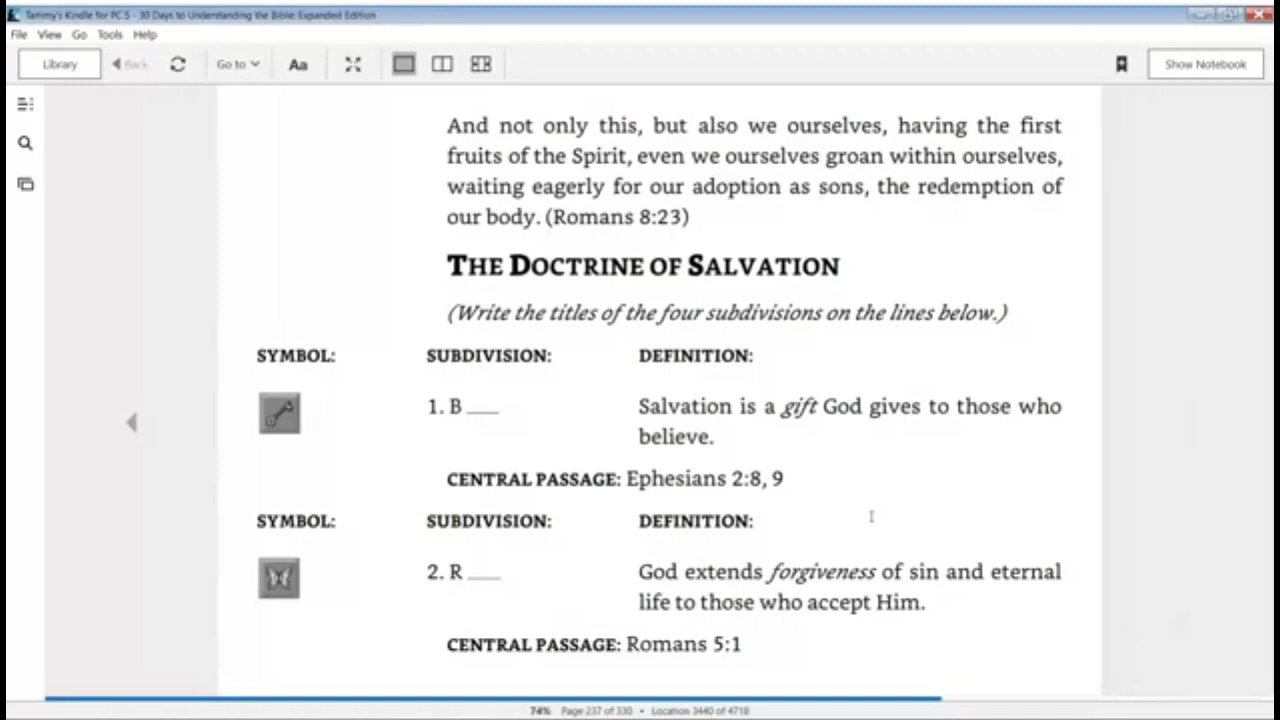 Tammy's Kindle for PC 5 - 30 Days to Understanding the Bible: Expanded Edition
File View Go Tools Help
Library Back Go to Aa Show Notebook
And not only this, but also we ourselves, having the first
fruits of the Spirit, even we ourselves groan within ourselves,
waiting eagerly for our adoption as sons, the redemption of
our body. (Romans 8:23)
THE DOCTRINE OF SALVATION
(Write the titles of the four subdivisions on the lines below.)
SYMBOL: SUBDIVISION: DEFINITION:
1. B ___ Salvation is a gift God gives to those who
believe.
CENTRAL PASSAGE: Ephesians 2:8, 9
SYMBOL: SUBDIVISION: DEFINITION:
2. R ___ God extends forgiveness of sin and eternal
life to those who accept Him.
CENTRAL PASSAGE: Romans 5:1
74% Page 237 of 330 • Location 3440 of 4718